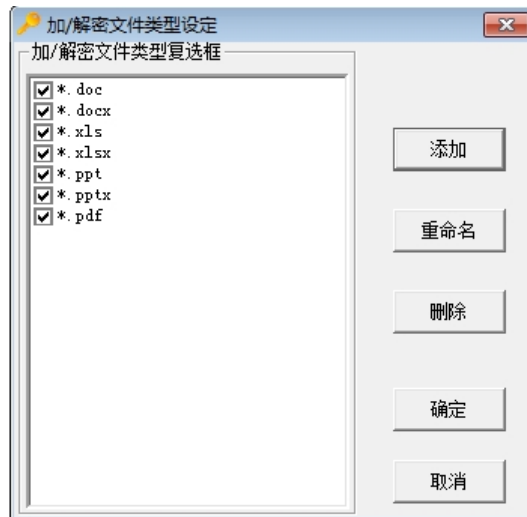 加/解密文件类型设定
加/解密文件类型复选框
*.doc
*.docx
*.xls
*.xlsx
*.ppt
*.pptx
*.pdf
添加
重命名
删除
确定
取消